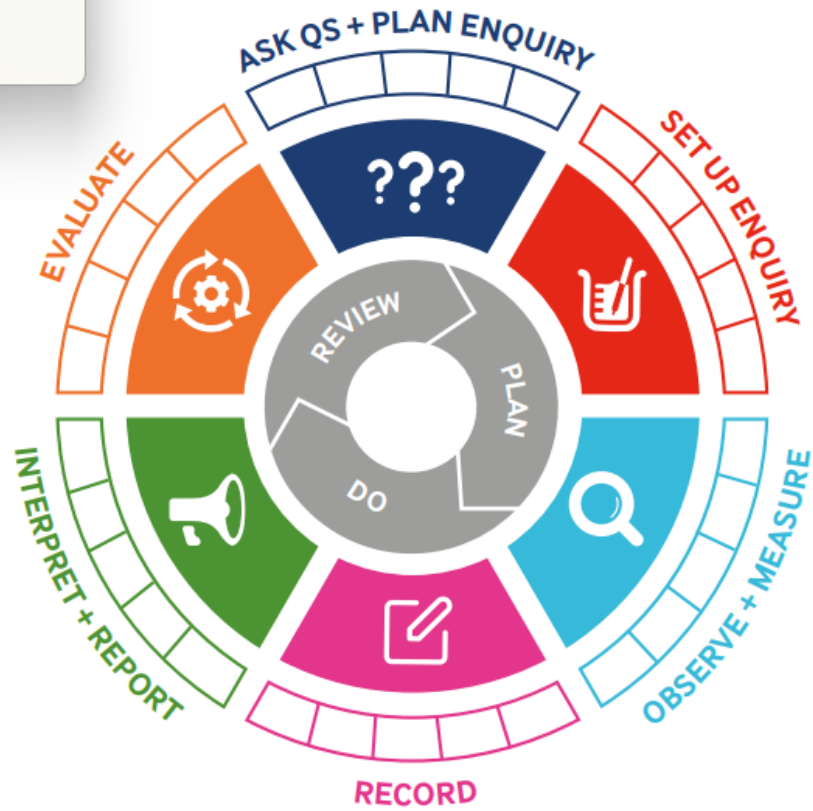 ASK QS + PLAN ENQUIRY
SET UP ENQUIRY
OBSERVE + MEASURE
RECORD
INTERPRET + REPORT
EVALUATE
???
REVIEW
PLAN
DO